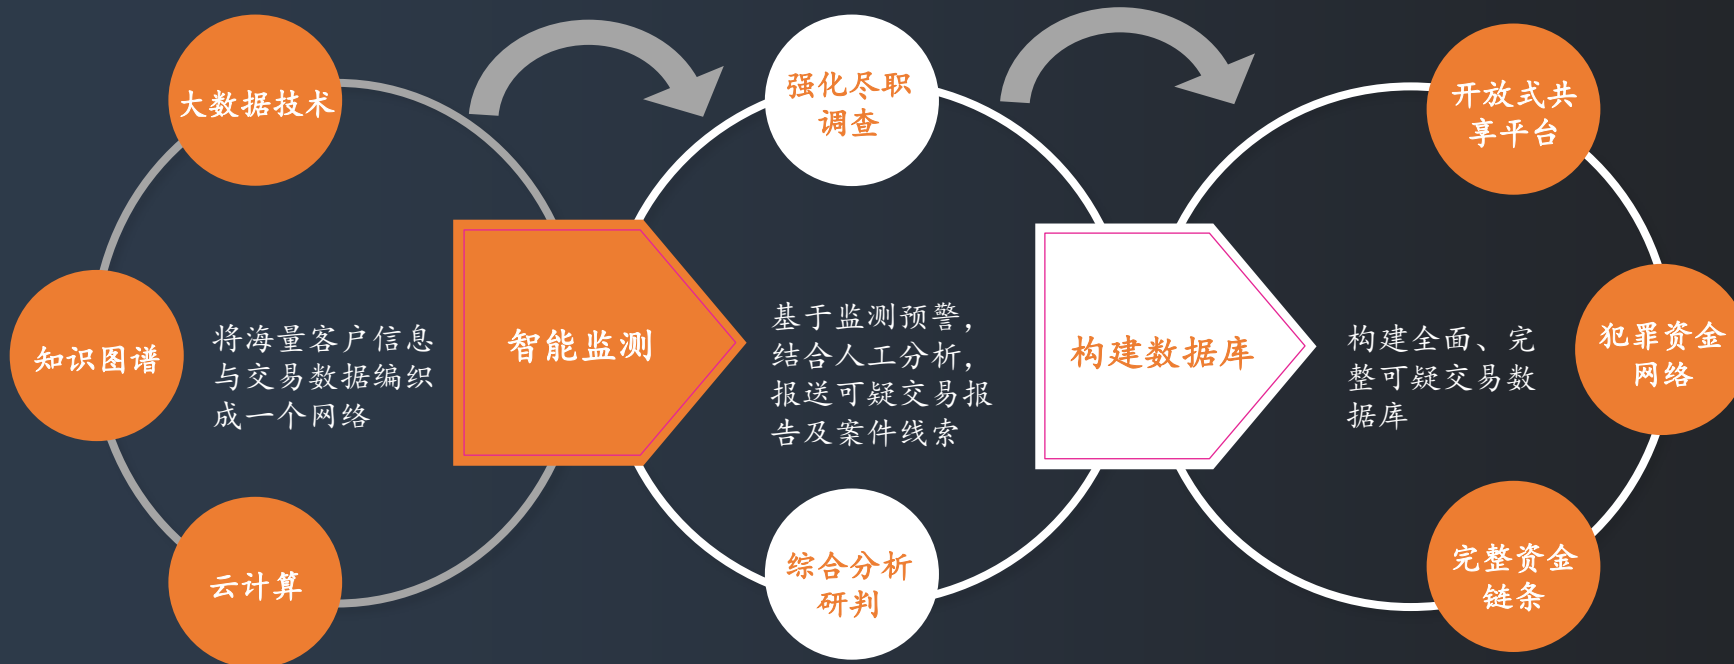 大数据技术
知识图谱
云计算
将海量客户信息
与交易数据编织
成一个网络
智能监测
强化尽职
调查
基于监测预警，
结合人工分析，
报送可疑交易报
告及案件线索
综合分析
研判
构建数据库
构建全面、完
整可疑交易数
据库
开放式共
享平台
犯罪资金
网络
完整资金
链条